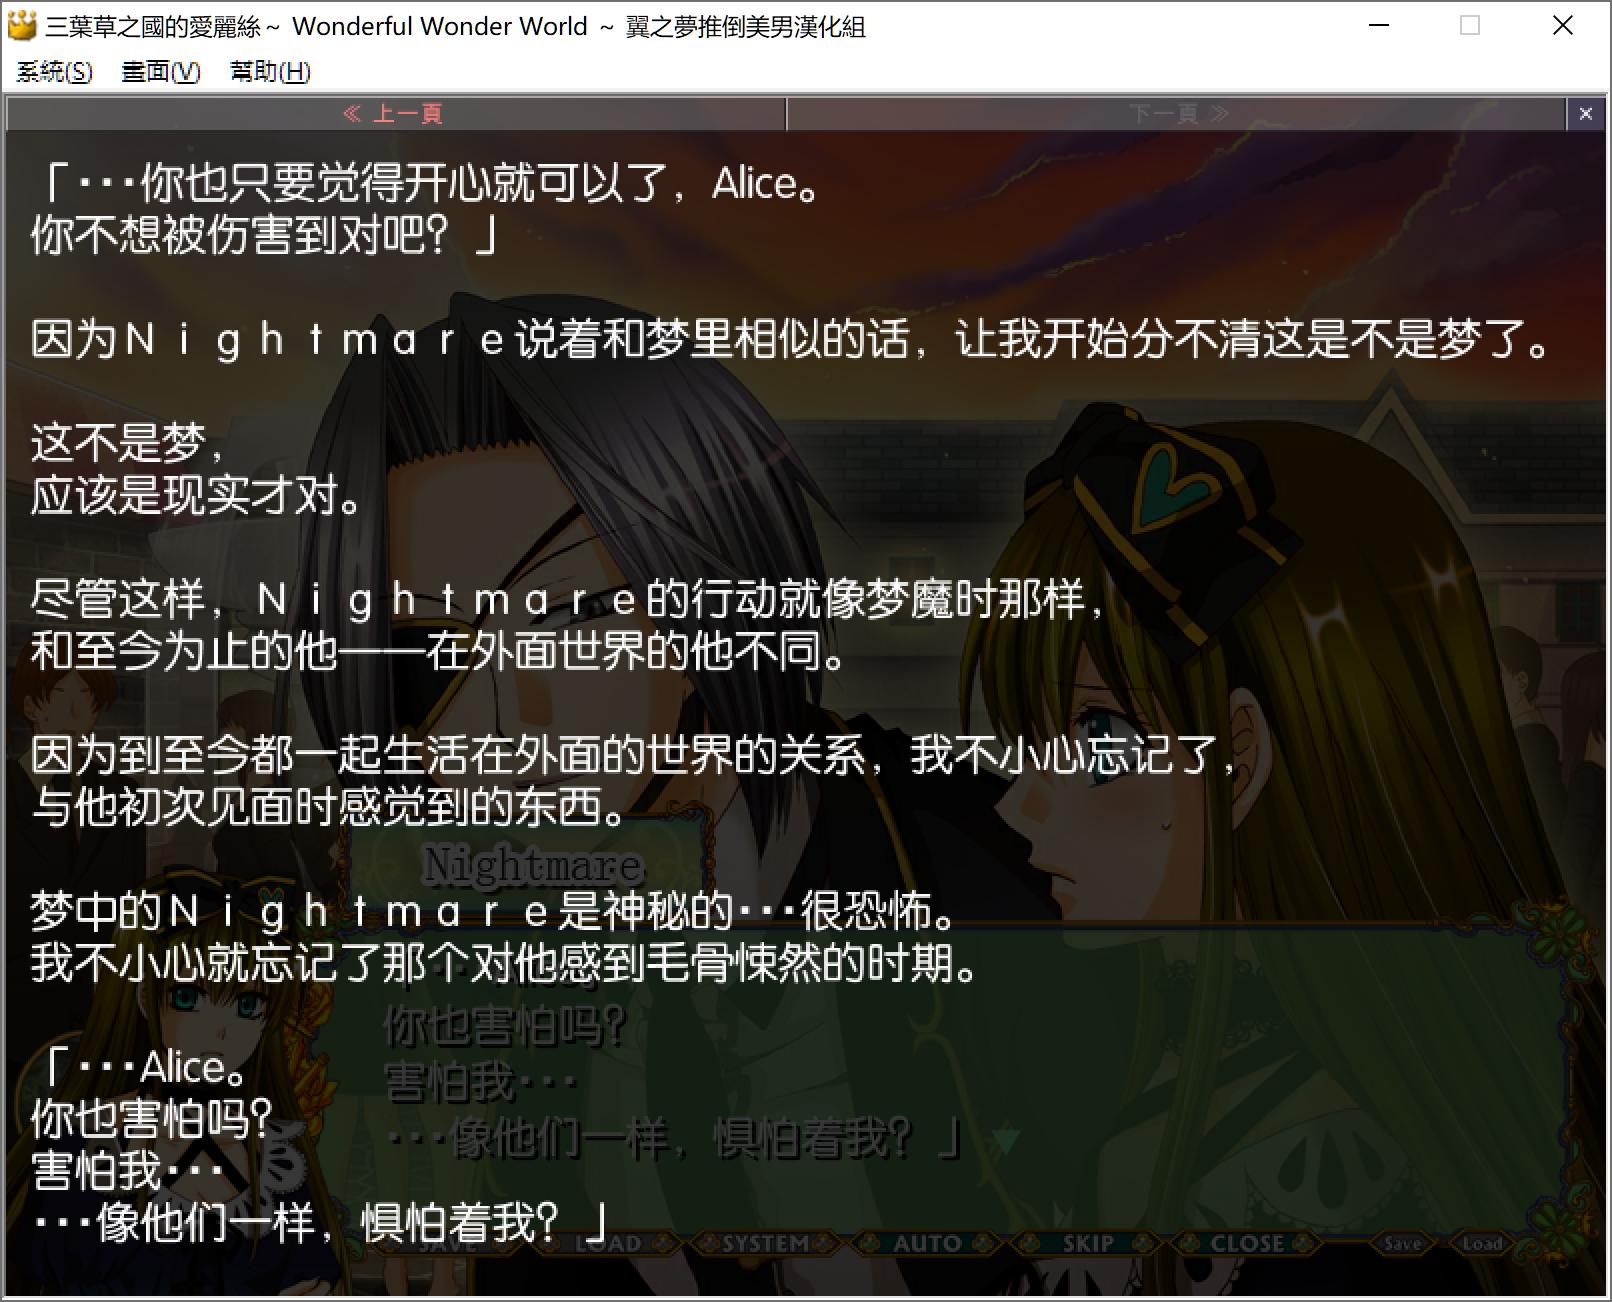 三葉草之國的愛麗絲～ Wonderful Wonder World ～ 翼之夢推倒美男漢化組
系統(S) 畫面(V) 幫助(H)
≪ 上一頁 下一頁 ≫ ×
「···你也只要觉得开心就可以了，Alice。
你不想被伤害到对吧？」
因为Ｎｉｇｈｔｍａｒｅ说着和梦里相似的话，让我开始分不清这是不是梦了。
这不是梦，
应该是现实才对。
尽管这样，Ｎｉｇｈｔｍａｒｅ的行动就像梦魔时那样，
和至今为止的他——在外面世界的他不同。
因为到至今都一起生活在外面的世界的关系，我不小心忘记了，
与他初次见面时感觉到的东西。
Nightmare
梦中的Ｎｉｇｈｔｍａｒｅ是神秘的···很恐怖。
我不小心就忘记了那个对他感到毛骨悚然的时期。
你也害怕吗？
害怕我···
···像他们一样，惧怕着我？」
「···Alice。
你也害怕吗？
害怕我···
···像他们一样，惧怕着我？」
SAVE LOAD SYSTEM AUTO SKIP CLOSE Save Load